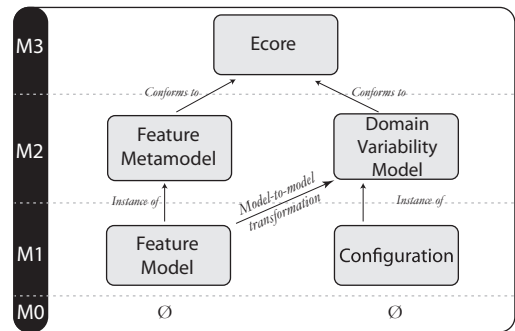 M3
Ecore
Conforms to
Conforms to
M2
Feature
Metamodel
Domain
Variability
Model
Instance of
Model-to-model
transformation
Instance of
M1
Feature
Model
Configuration
M0
Ø
Ø